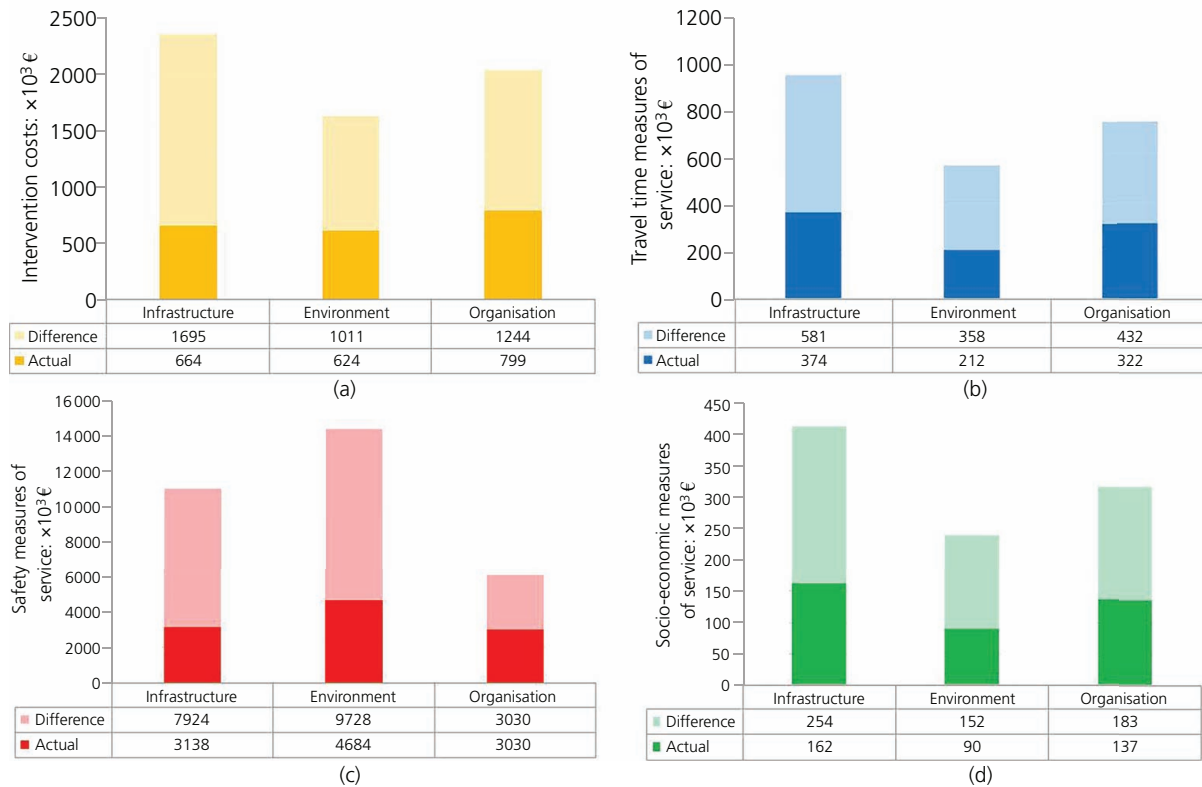 Intervention costs: ×10³ €
2500
2000
1500
1000
500
0
Infrastructure Environment Organisation
Difference 1695 1011 1244
Actual 664 624 799
(a)
Travel time measures of
service: ×10³ €
1200
1000
800
600
400
200
0
Infrastructure Environment Organisation
Difference 581 358 432
Actual 374 212 322
(b)
Safety measures of
service: ×10³ €
16 000
14 000
12 000
10 000
8000
6000
4000
2000
0
Infrastructure Environment Organisation
Difference 7924 9728 3030
Actual 3138 4684 3030
(c)
Socio-economic measures
of service: ×10³ €
450
400
350
300
250
200
150
100
50
0
Infrastructure Environment Organisation
Difference 254 152 183
Actual 162 90 137
(d)